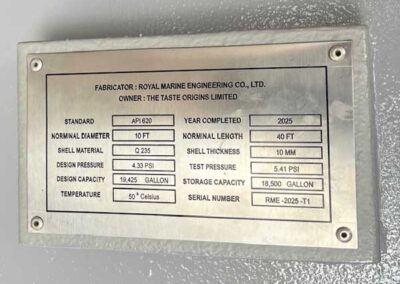 FABRICATOR : ROYAL MARINE ENGINEERING CO., LTD.
OWNER : THE TASTE ORIGINS LIMITED
STANDARD API 620 YEAR COMPLETED 2025
NORMINAL DIAMETER 10 FT NORMINAL LENGTH 40 FT
SHELL MATERIAL Q 235 SHELL THICKNESS 10 MM
DESIGN PRESSURE 4.33 PSI TEST PRESSURE 5.41 PSI
DESIGN CAPACITY 19,425 GALLON STORAGE CAPACITY 18,500 GALLON
TEMPERATURE 50 ° Celsius SERIAL NUMBER RME -2025 -T1